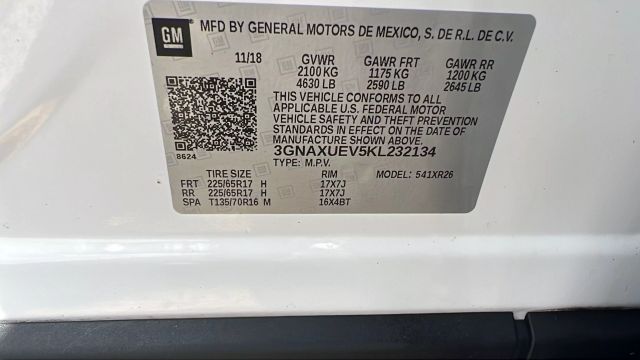 GM
MFD BY GENERAL MOTORS DE MEXICO, S. DE R.L. DE C.V.
11/18 GVWR GAWR FRT GAWR RR
2100 KG 1175 KG 1200 KG
4630 LB 2590 LB 2645 LB
THIS VEHICLE CONFORMS TO ALL
APPLICABLE U.S. FEDERAL MOTOR
VEHICLE SAFETY AND THEFT PREVENTION
STANDARDS IN EFFECT ON THE DATE OF
MANUFACTURE SHOWN ABOVE.
8624 3GNAXUEV5KL232134
TYPE: M.P.V.
TIRE SIZE RIM MODEL: 541XR26
FRT 225/65R17 H 17X7J
RR 225/65R17 H 17X7J
SPA T135/70R16 M 16X4BT